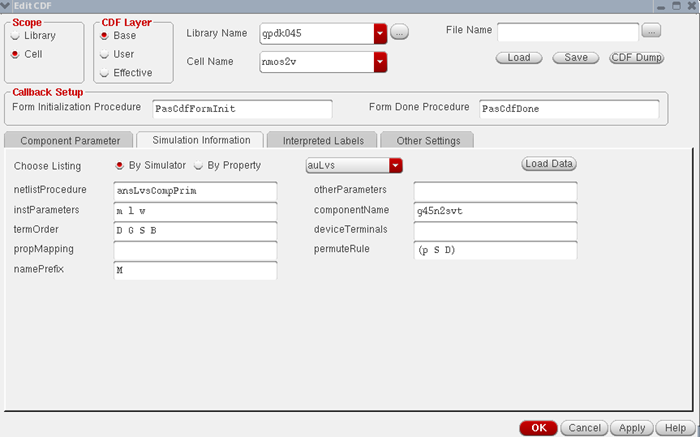 Edit CDF
Scope
Library
Cell
CDF Layer
Base
User
Effective
Library Name gpdk045 ...
Cell Name nmos2v
File Name ...
Load Save CDF Dump
Callback Setup
Form Initialization Procedure PasCdfFormInit Form Done Procedure PasCdfDone
Component Parameter Simulation Information Interpreted Labels Other Settings
Choose Listing By Simulator By Property auLvs Load Data
netlistProcedure ansLvsCompPrim otherParameters
instParameters m l w componentName g45n2svt
termOrder D G S B deviceTerminals
propMapping permuteRule (p S D)
namePrefix M
OK Cancel Apply Help